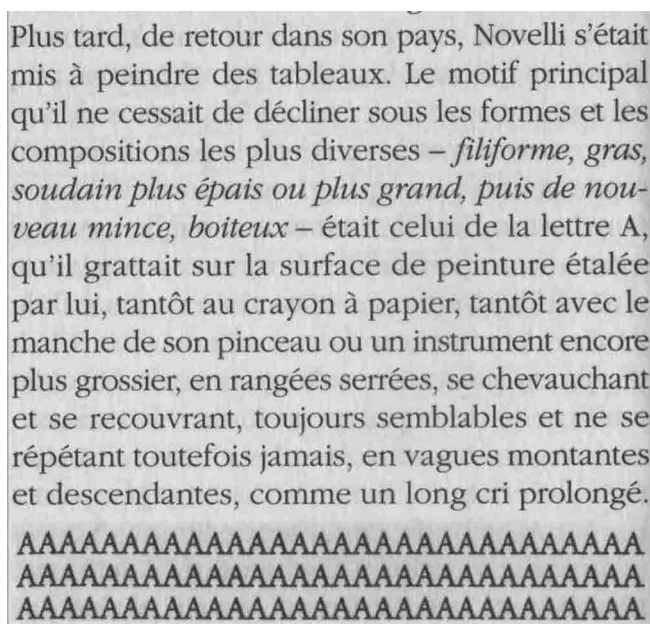 Plus tard, de retour dans son pays, Novelli s'était
mis à peindre des tableaux. Le motif principal
qu'il ne cessait de décliner sous les formes et les
compositions les plus diverses – filiforme, gras,
soudain plus épais ou plus grand, puis de nou-
veau mince, boiteux – était celui de la lettre A,
qu'il grattait sur la surface de peinture étalée
par lui, tantôt au crayon à papier, tantôt avec le
manche de son pinceau ou un instrument encore
plus grossier, en rangées serrées, se chevauchant
et se recouvrant, toujours semblables et ne se
répétant toutefois jamais, en vagues montantes
et descendantes, comme un long cri prolongé.
AAAAAAAAAAAAAAAAAAAAAAAAAAAAA
AAAAAAAAAAAAAAAAAAAAAAAAAAAAA
AAAAAAAAAAAAAAAAAAAAAAAAAAAAA